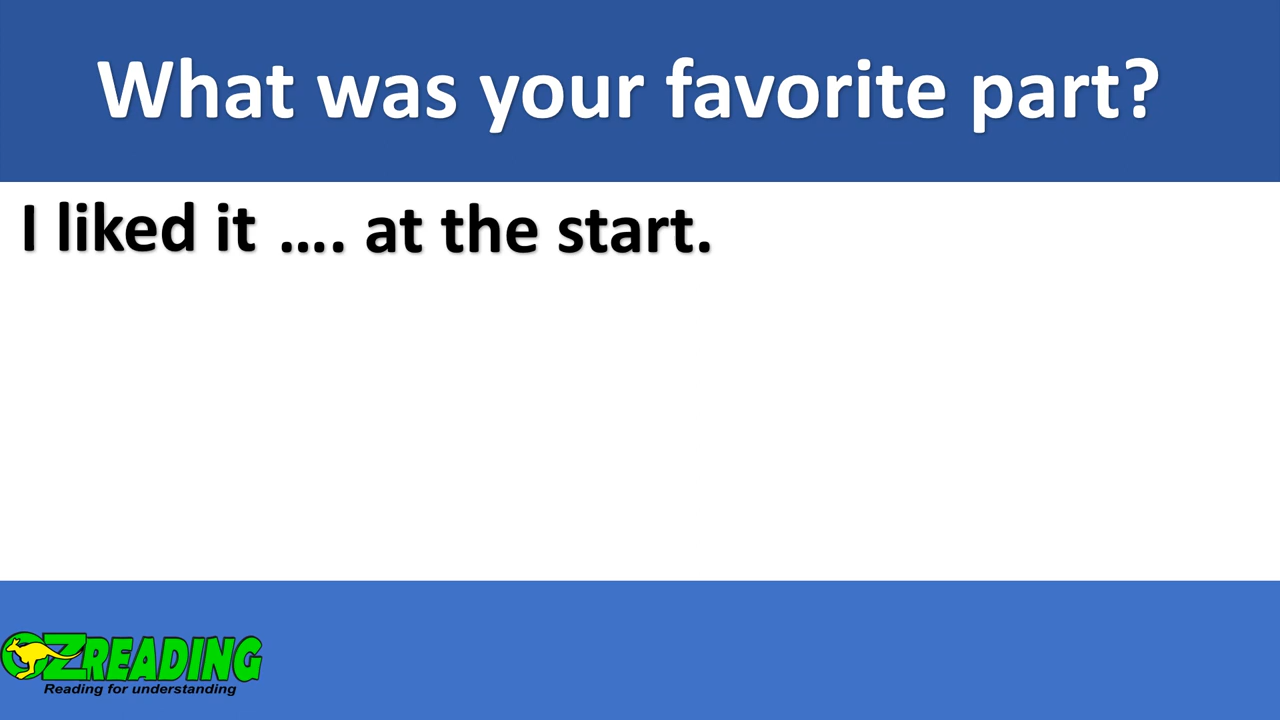 What was your favorite part?
I liked it .... at the start.
OZREADING
Reading for understanding